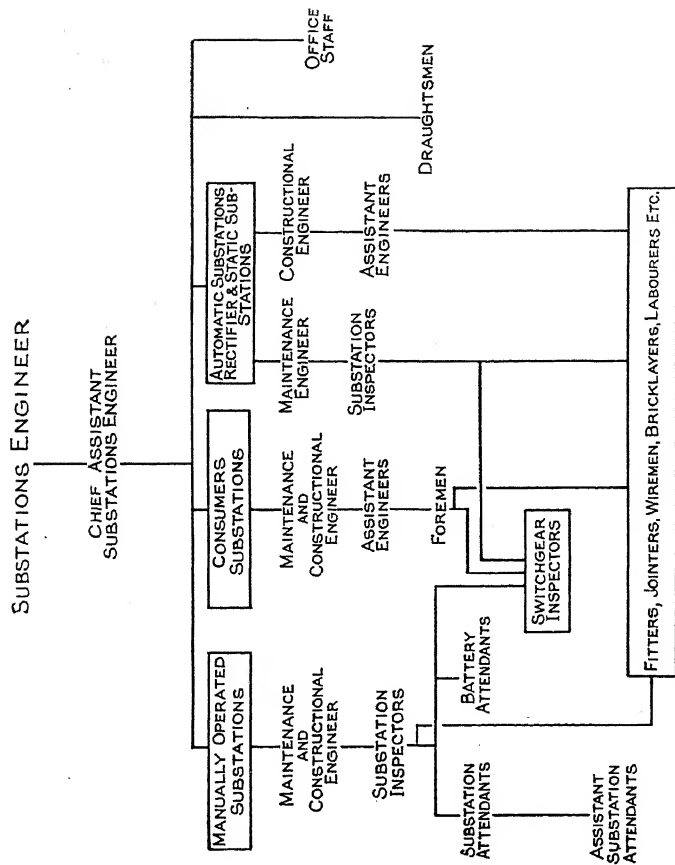 SUBSTATIONS ENGINEER
CHIEF ASSISTANT
SUBSTATIONS ENGINEER
MANUALLY OPERATED
SUBSTATIONS
MAINTENANCE
AND
CONSTRUCTIONAL
ENGINEER
SUBSTATION
INSPECTORS
SUBSTATION
ATTENDANTS
ASSISTANT
SUBSTATION
ATTENDANTS
BATTERY
ATTENDANTS
CONSUMERS
SUBSTATIONS
MAINTENANCE
AND
CONSTRUCTIONAL
ENGINEER
ASSISTANT
ENGINEERS
FOREMEN
SWITCHGEAR
INSPECTORS
AUTOMATIC SUBSTATIONS
RECTIFIER & STATIC SUB-
STATIONS
MAINTENANCE
ENGINEER
SUBSTATION
INSPECTORS
CONSTRUCTIONAL
ENGINEER
ASSISTANT
ENGINEERS
DRAUGHTSMEN
OFFICE
STAFF
FITTERS, JOINTERS, WIREMEN, BRICKLAYERS, LABOURERS ETC.